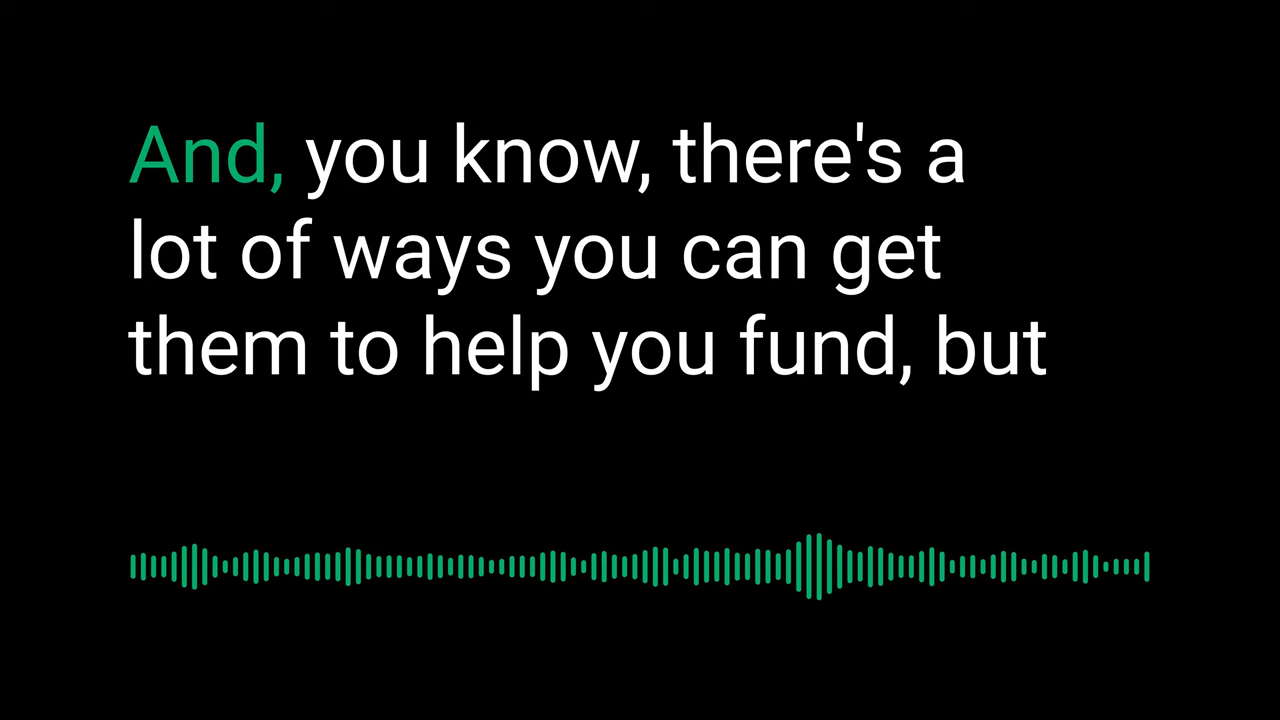 And, you know, there's a
lot of ways you can get
them to help you fund, but